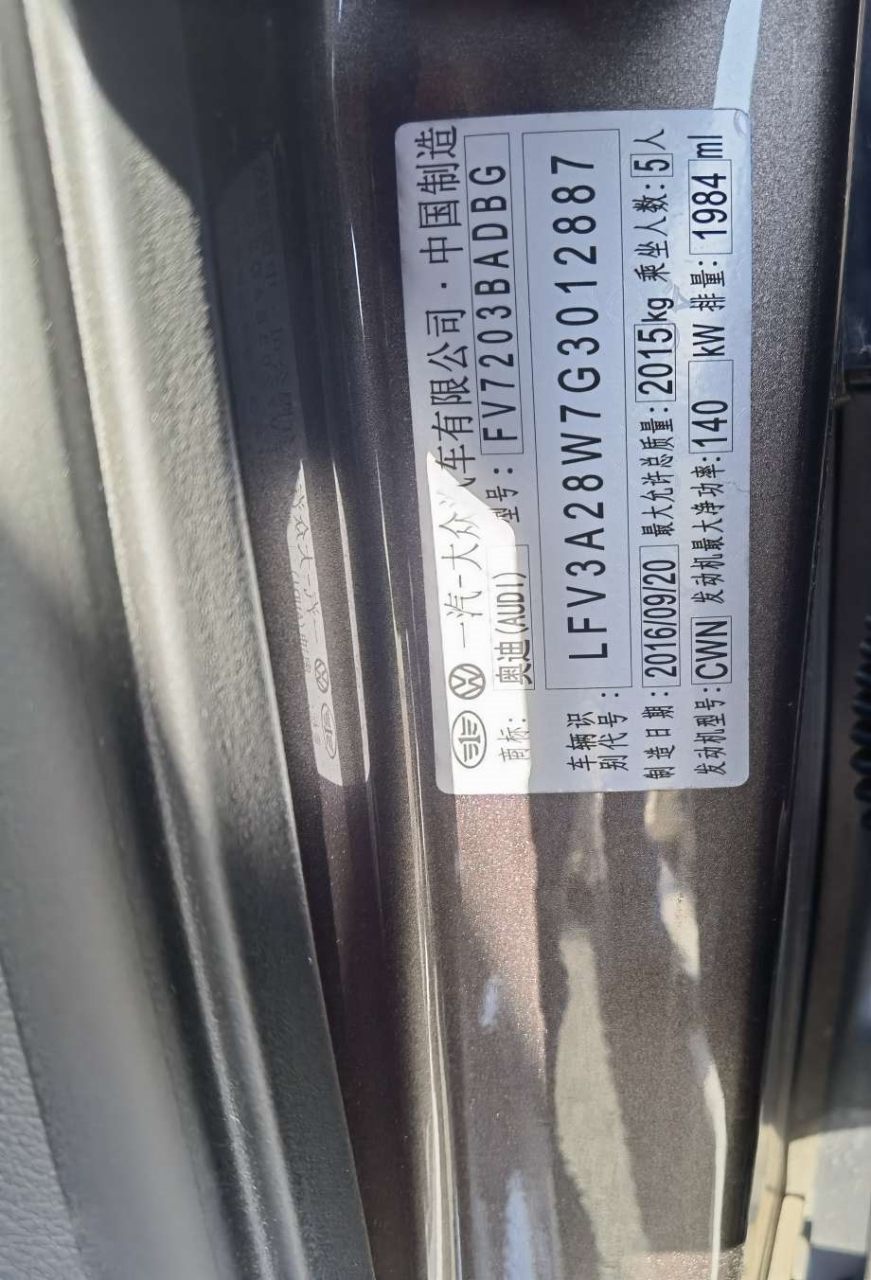 一汽-大众汽车有限公司·中国制造
商标: 奥迪(AUDI) 型号: FV7203BADBG
车辆识别代号: LFV3A28W7G3012887
制造日期: 2016/09/20 最大允许总质量: 2015kg 乘坐人数: 5人
发动机型号: CWN 发动机最大净功率: 140 kW 排量: 1984 ml